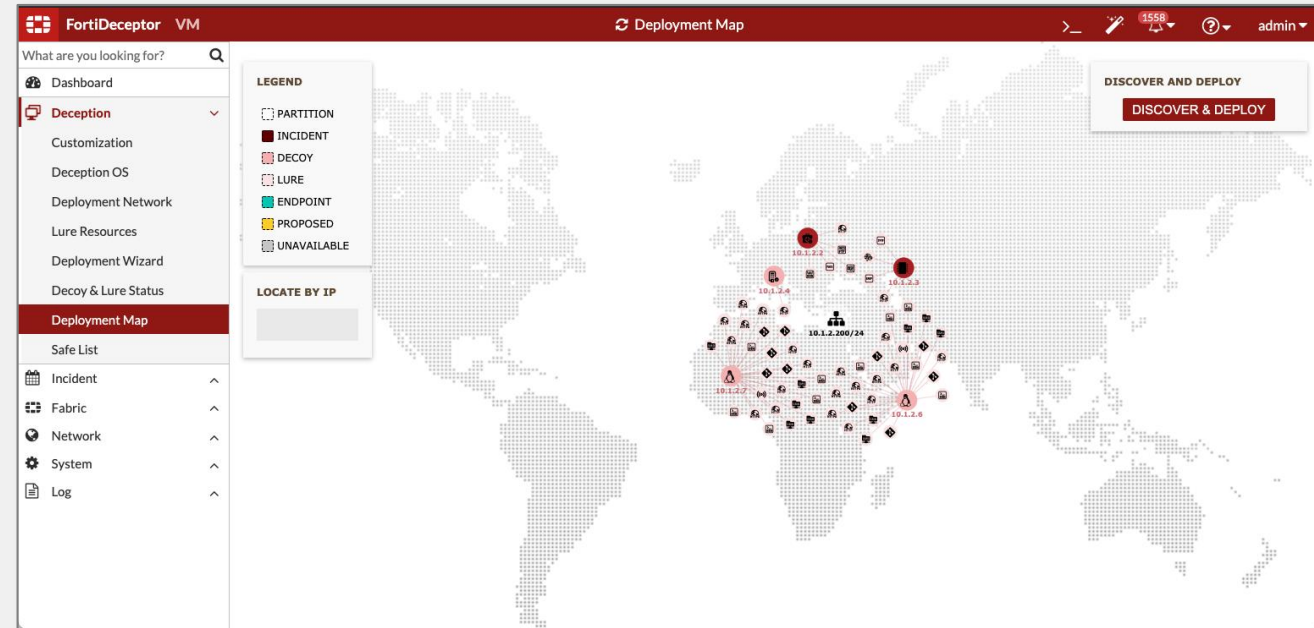 FortiDeceptor VM
Deployment Map
>_
1558
admin
What are you looking for?
Dashboard
Deception
Customization
Deception OS
Deployment Network
Lure Resources
Deployment Wizard
Decoy & Lure Status
Deployment Map
Safe List
Incident
Fabric
Network
System
Log
LEGEND
PARTITION
INCIDENT
DECOY
LURE
ENDPOINT
PROPOSED
UNAVAILABLE
LOCATE BY IP
DISCOVER AND DEPLOY
DISCOVER & DEPLOY
10.1.2.2
10.1.2.3
10.1.2.4
10.1.2.200/24
10.1.2.7
10.1.2.6